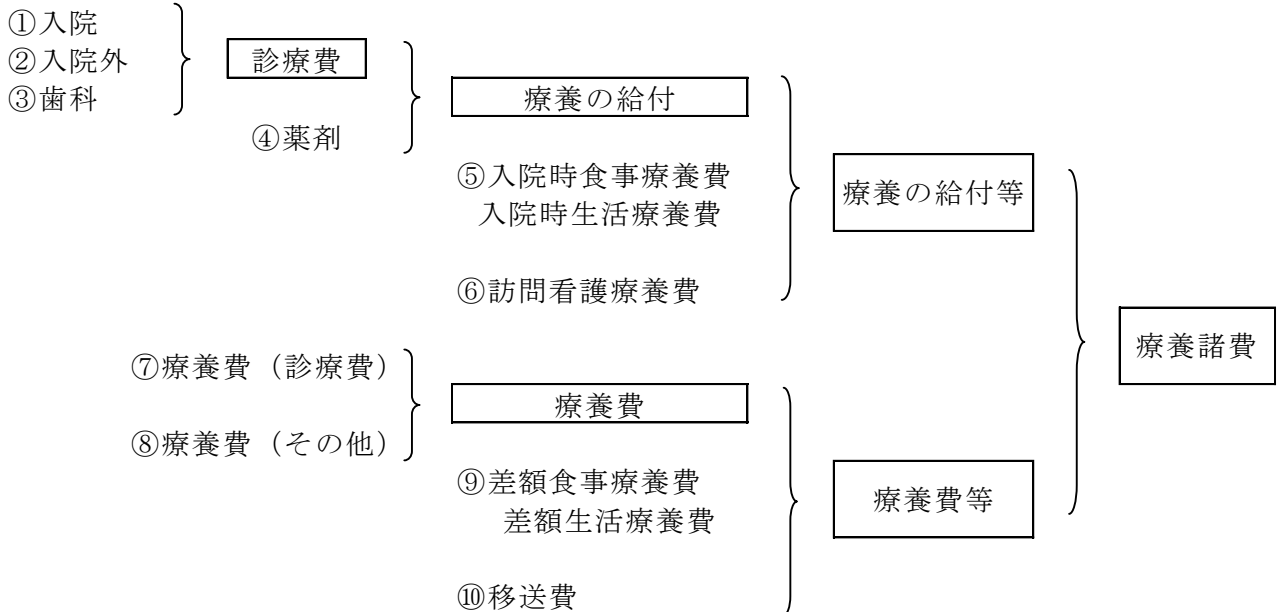 ①入院
②入院外
③歯科
診療費
④薬剤
療養の給付
⑤入院時食事療養費
入院時生活療養費
⑥訪問看護療養費
療養の給付等
⑦療養費（診療費）
⑧療養費（その他）
療養費
⑨差額食事療養費
差額生活療養費
⑩移送費
療養費等
療養諸費